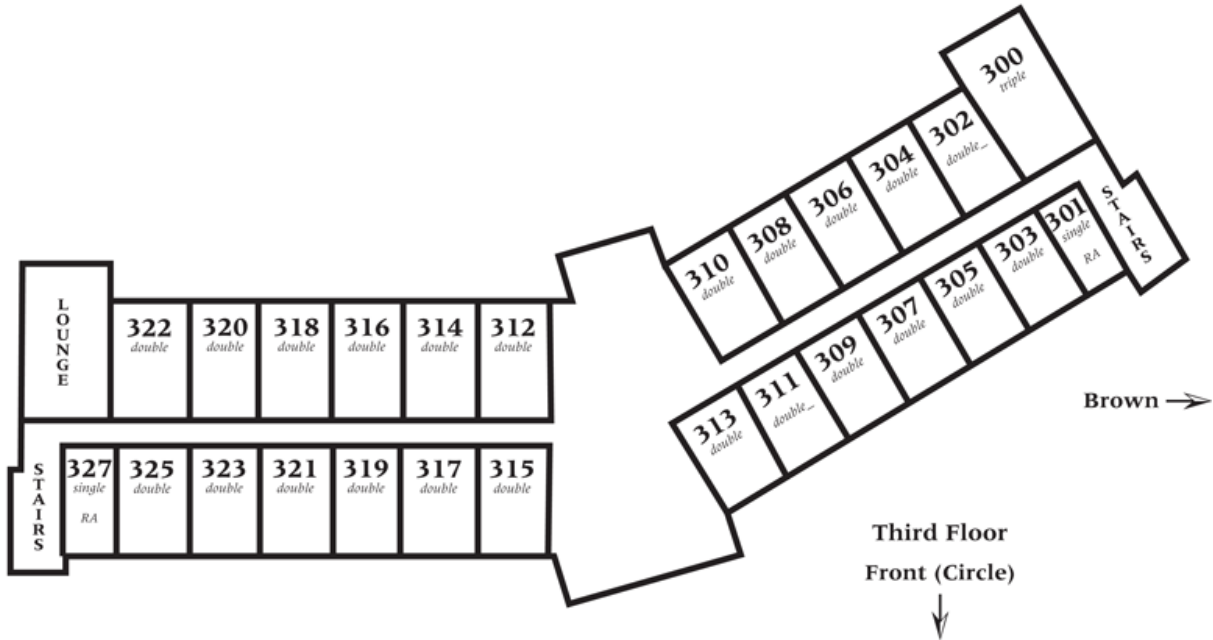 300
triple
302
double_
304
double
306
double
308
double
310
double
STAIRS
301
single
RA
303
double
305
double
307
double
309
double
311
double_
313
double
LOUNGE
322
double
320
double
318
double
316
double
314
double
312
double
STAIRS
327
single
RA
325
double
323
double
321
double
319
double
317
double
315
double
Brown
Third Floor
Front (Circle)